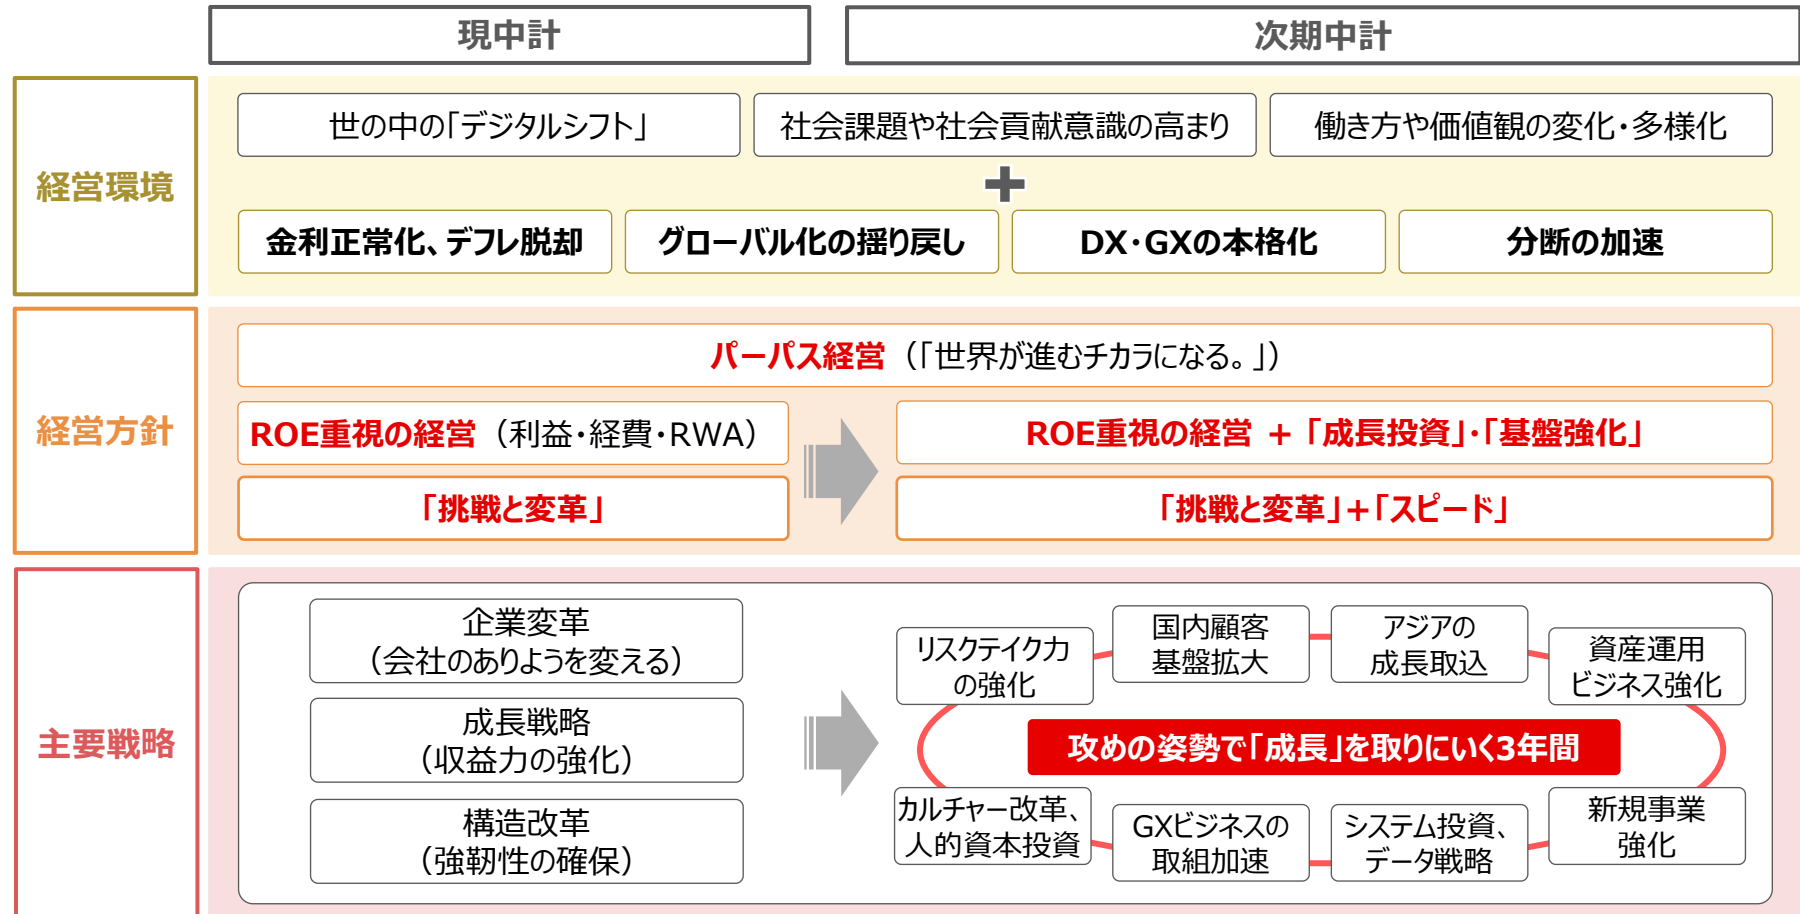 現中計
次期中計
経営環境
世の中の「デジタルシフト」
社会課題や社会貢献意識の高まり
働き方や価値観の変化・多様化
+
金利正常化、デフレ脱却
グローバル化の揺り戻し
DX・GXの本格化
分断の加速
経営方針
パーパス経営（「世界が進むチカラになる。」）
ROE重視の経営（利益・経費・RWA）
ROE重視の経営 + 「成長投資」・「基盤強化」
「挑戦と変革」
「挑戦と変革」+「スピード」
主要戦略
企業変革
（会社のありようを変える）
成長戦略
（収益力の強化）
構造改革
（強靭性の確保）
リスクテイク力
の強化
国内顧客
基盤拡大
アジアの
成長取込
資産運用
ビジネス強化
攻めの姿勢で「成長」を取りにいく3年間
カルチャー改革、
人的資本投資
GXビジネスの
取組加速
システム投資、
データ戦略
新規事業
強化